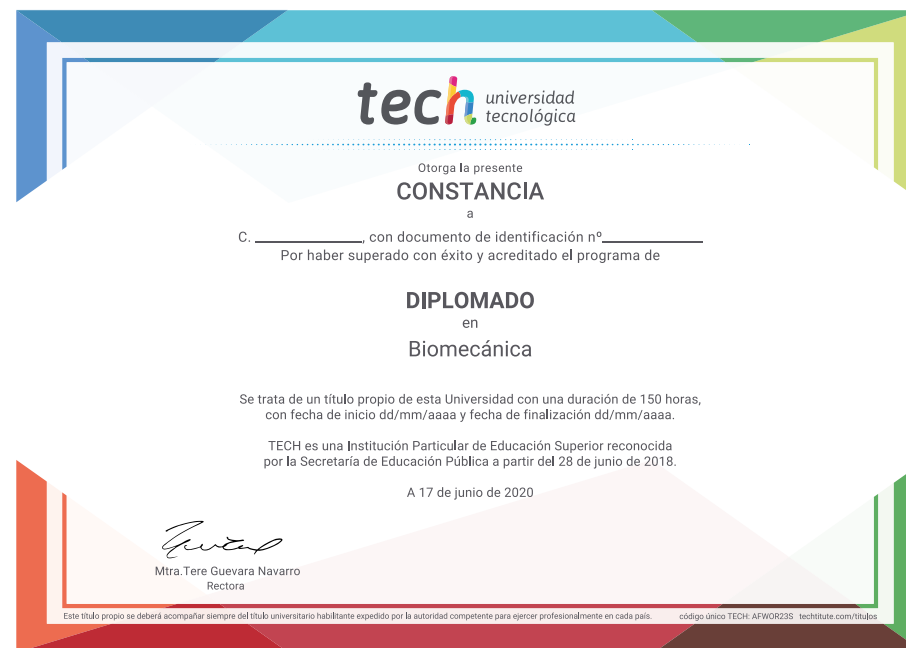 tech universidad
tecnológica
Otorga la presente
CONSTANCIA
a
C. ______________, con documento de identificación nº_____________
Por haber superado con éxito y acreditado el programa de
DIPLOMADO
en
Biomecánica
Se trata de un título propio de esta Universidad con una duración de 150 horas,
con fecha de inicio dd/mm/aaaa y fecha de finalización dd/mm/aaaa.
TECH es una Institución Particular de Educación Superior reconocida
por la Secretaría de Educación Pública a partir del 28 de junio de 2018.
A 17 de junio de 2020
Mtra.Tere Guevara Navarro
Rectora
Este título propio se deberá acompañar siempre del título universitario habilitante expedido por la autoridad competente para ejercer profesionalmente en cada país. código único TECH: AFWOR23S techtitute.com/titulos